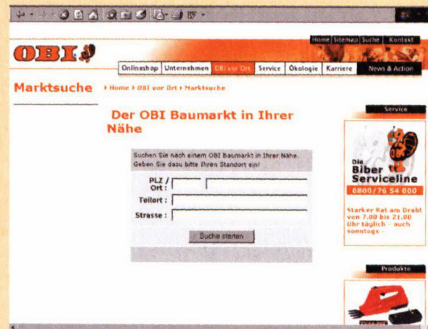 Home Sitemap Suche Kontakt
OBI
Onlineshop Unternehmen OBI vor Ort Service Ökologie Karriere News & Action
Marktsuche
Home OBI vor Ort Marktsuche
Der OBI Baumarkt in Ihrer
Nähe
Suchen Sie nach einem OBI Baumarkt in Ihrer Nähe.
Geben Sie dazu bitte Ihren Standort ein!
PLZ /
Ort :
Teilort :
Strasse :
Suche starten
Service
Die
Biber
Serviceline
0800/76 54 000
Starker Rat am Draht
von 7.00 bis 21.00
Uhr täglich - auch
sonntags -
Produkte